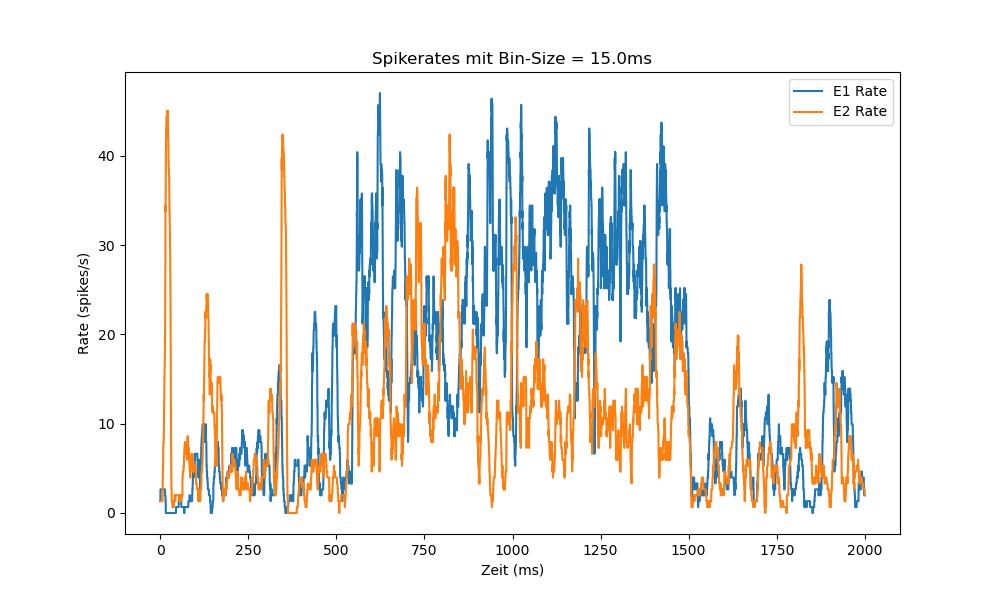 Spikerates mit Bin-Size = 15.0ms
E1 Rate
E2 Rate
Rate (spikes/s)
40
30
20
10
0
0 250 500 750 1000 1250 1500 1750 2000
Zeit (ms)